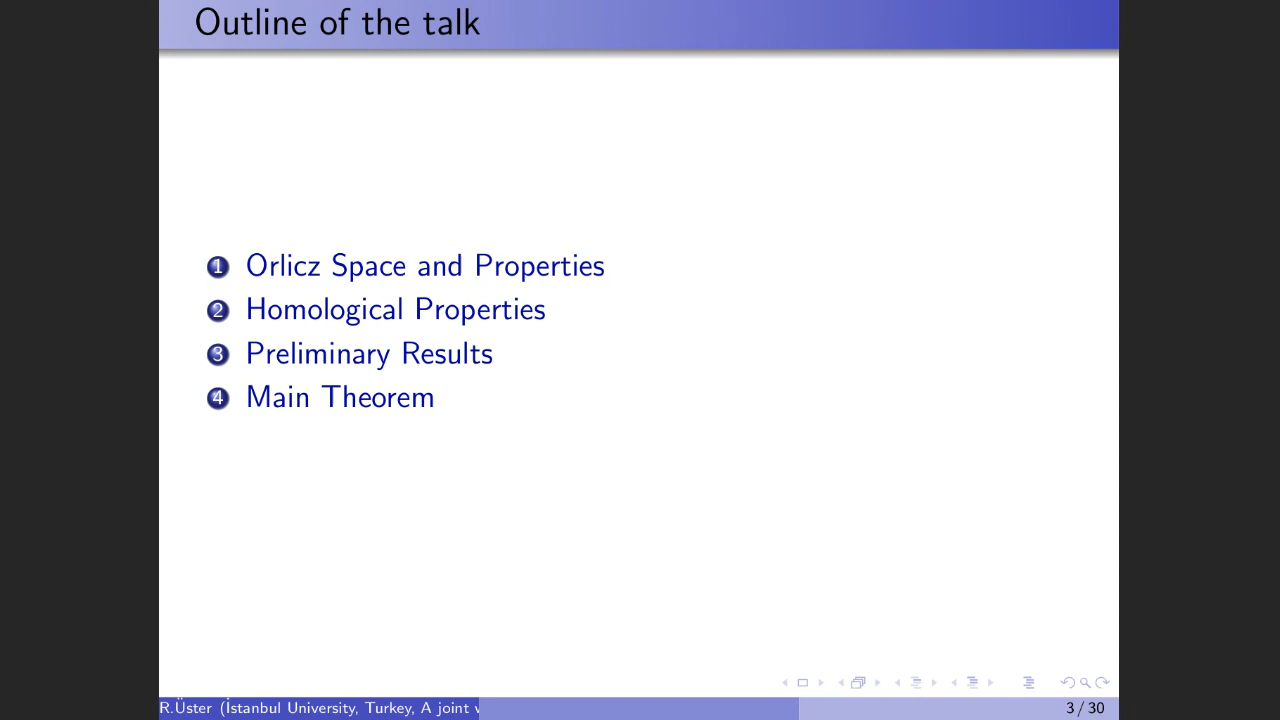 Outline of the talk
1 Orlicz Space and Properties
2 Homological Properties
3 Preliminary Results
4 Main Theorem
R.Üster (İstanbul University, Turkey, A joint
3 / 30